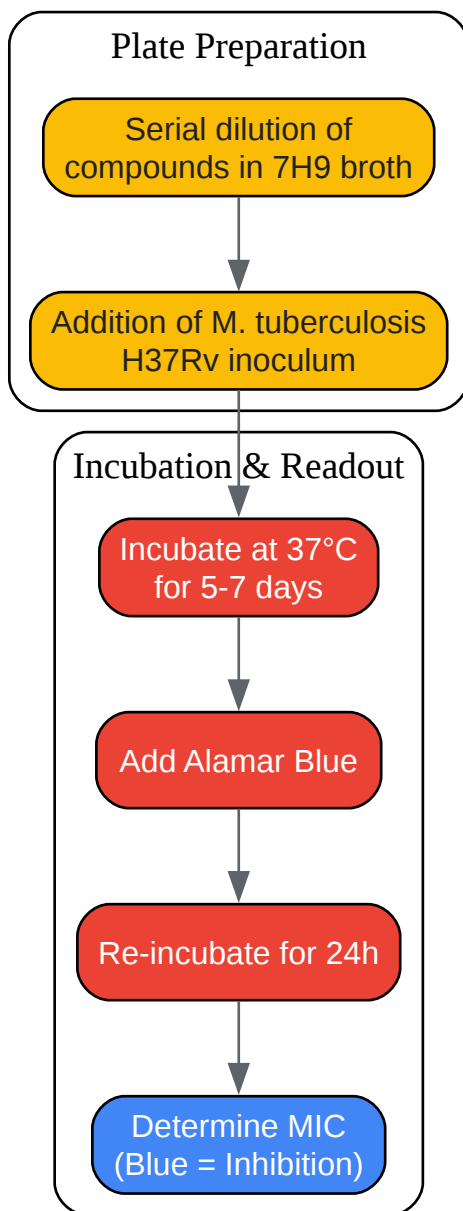 Plate Preparation
Serial dilution of
compounds in 7H9 broth
Addition of M. tuberculosis
H37Rv inoculum
Incubation & Readout
Incubate at 37°C
for 5-7 days
Add Alamar Blue
Re-incubate for 24h
Determine MIC
(Blue = Inhibition)